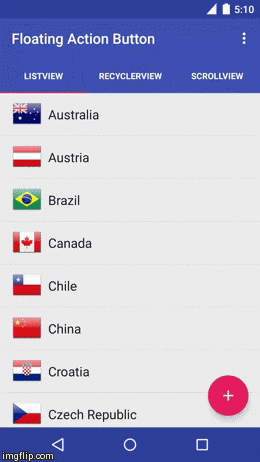 5:10
Floating Action Button
LISTVIEW RECYCLERVIEW SCROLLVIEW
Australia
Austria
Brazil
Canada
Chile
China
Croatia
Czech Republic
imgflip.com